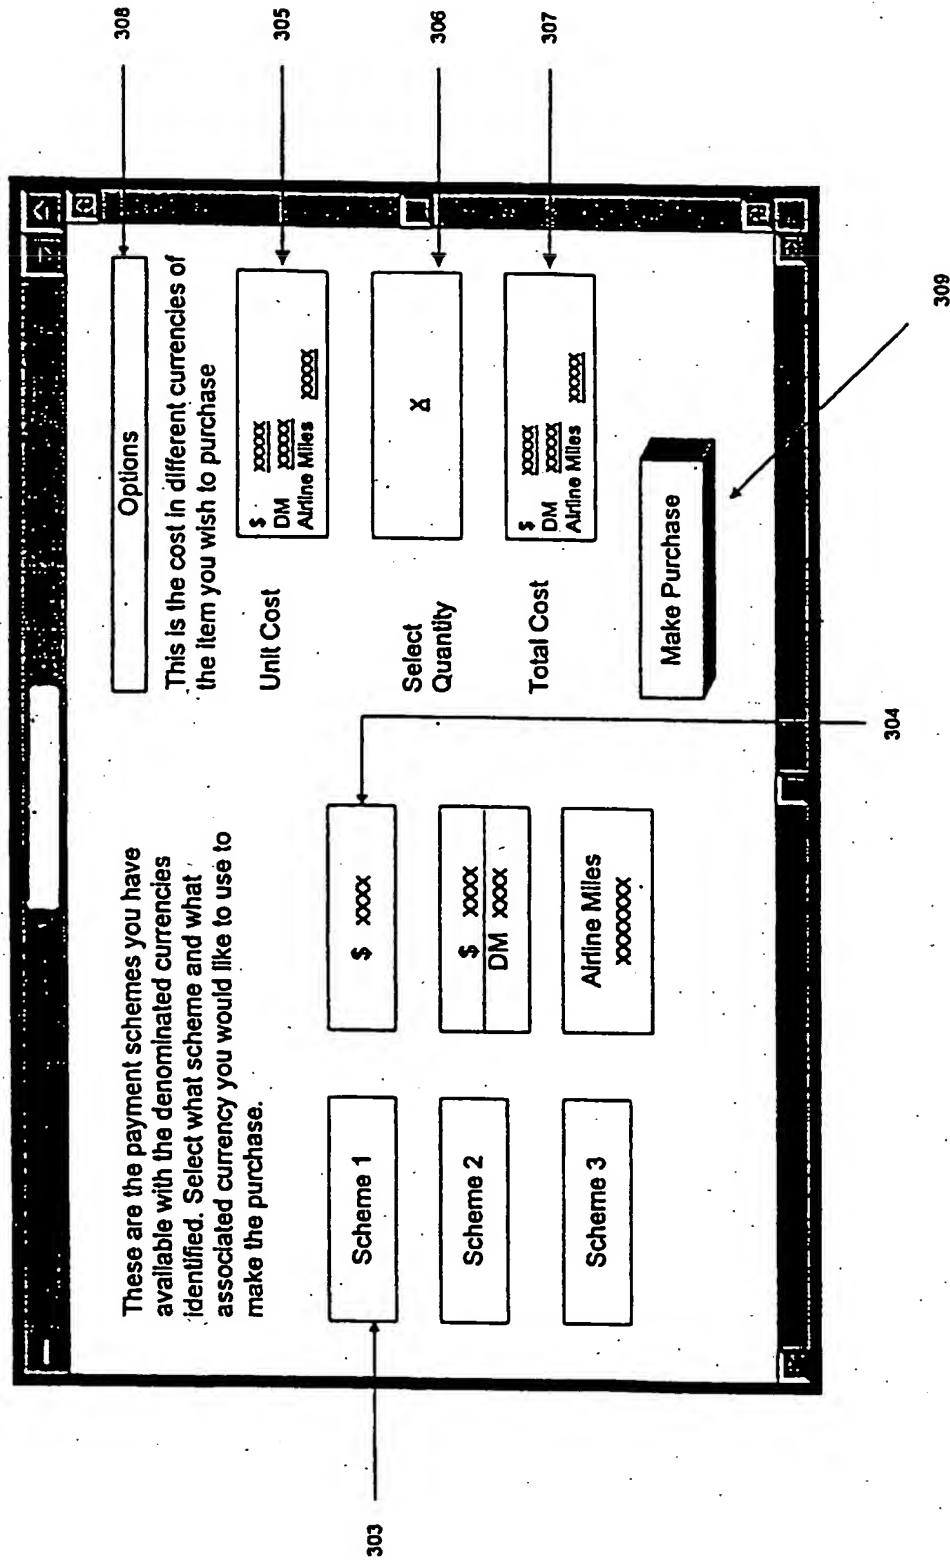 These are the payment schemes you have
available with the denominated currencies
identified. Select what scheme and what
associated currency you would like to use to
make the purchase.
303
Scheme 1
$ xxxx
304
Scheme 2
$ xxxx
DM xxxx
Scheme 3
Airline Miles
xxxxxxx
Options
308
This is the cost in different currencies of
the item you wish to purchase
Unit Cost
$ xxxxx
DM xxxxx
Airline Miles xxxxx
305
Select
Quantity
X
306
Total Cost
$ xxxxx
DM xxxxx
Airline Miles xxxxx
307
Make Purchase
309